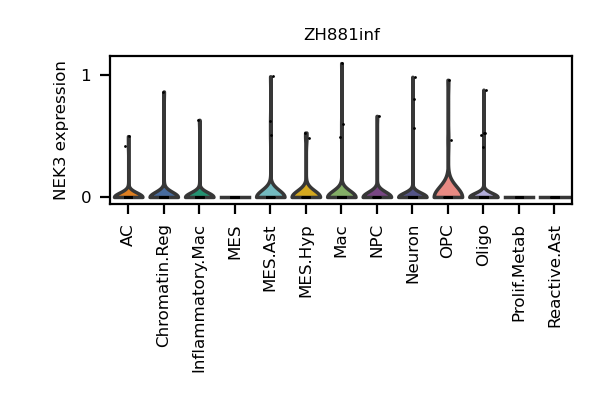 ZH881inf
NEK3 expression
1
0
AC
Chromatin.Reg
Inflammatory.Mac
MES
MES.Ast
MES.Hyp
Mac
NPC
Neuron
OPC
Oligo
Prolif.Metab
Reactive.Ast